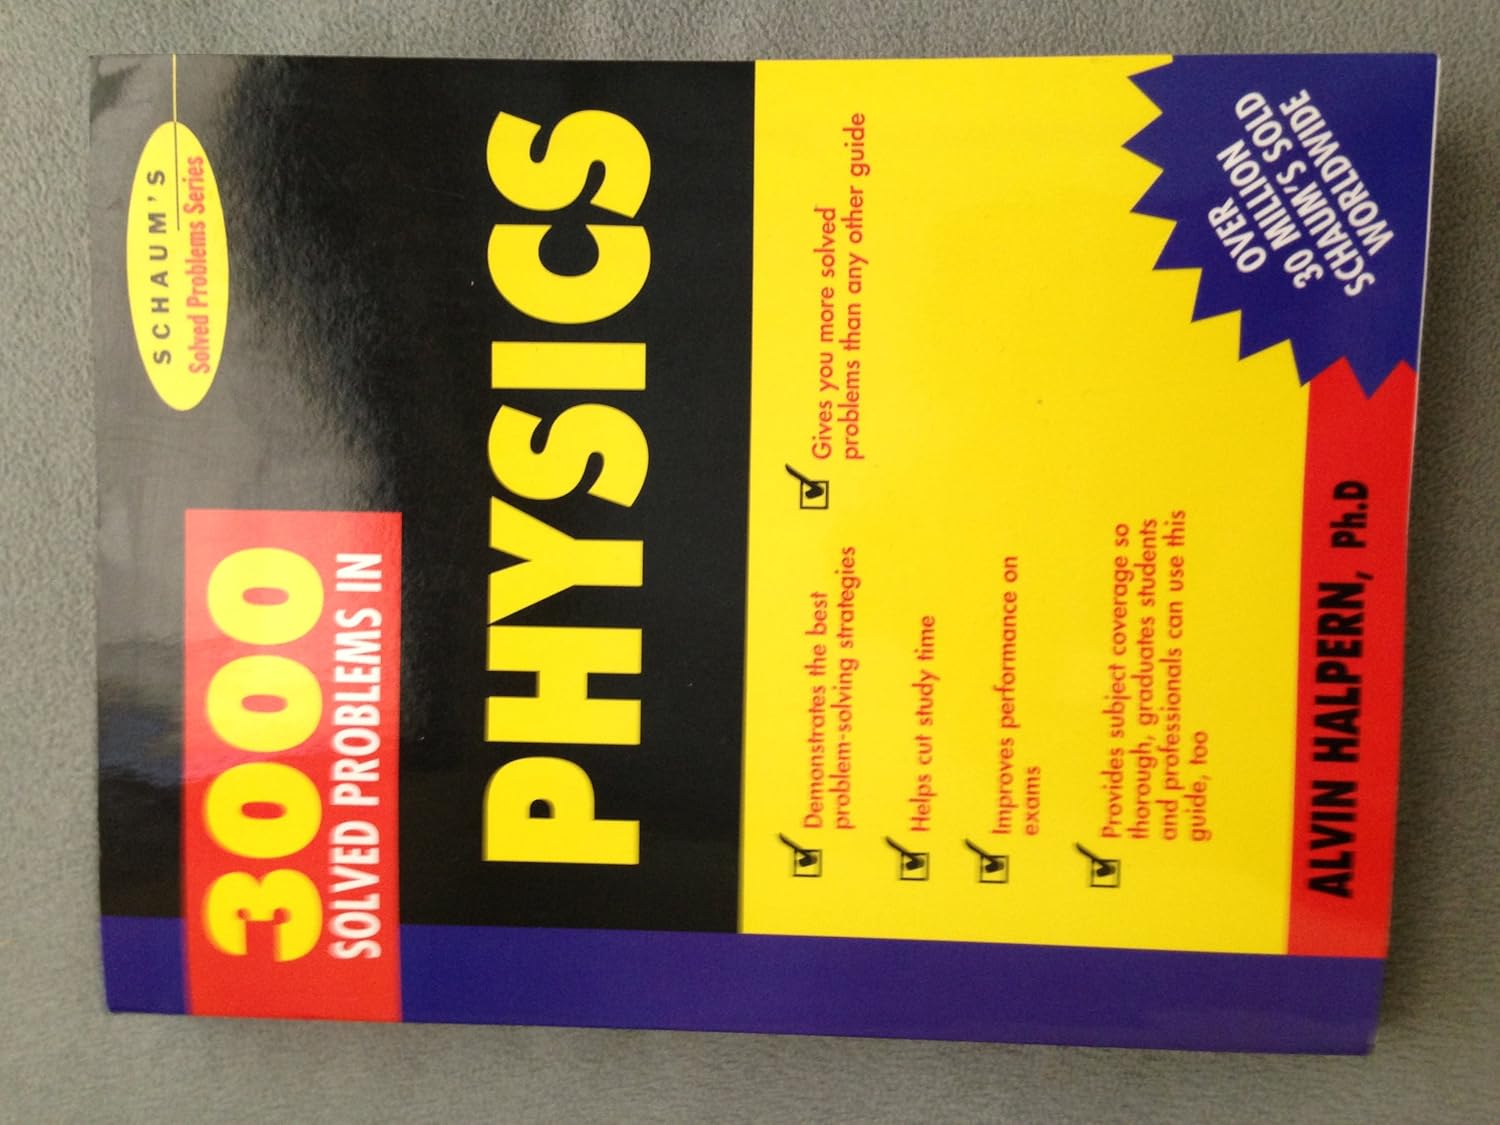 SCHAUM'S
Solved Problems Series
3000
SOLVED PROBLEMS IN
PHYSICS
Demonstrates the best
problem-solving strategies
Helps cut study time
Improves performance on
exams
Provides subject coverage so
thorough, graduates students
and professionals can use this
guide, too
Gives you more solved
problems than any other guide
OVER
30 MILLION
SCHAUM'S SOLD
WORLDWIDE
ALVIN HALPERN, Ph.D